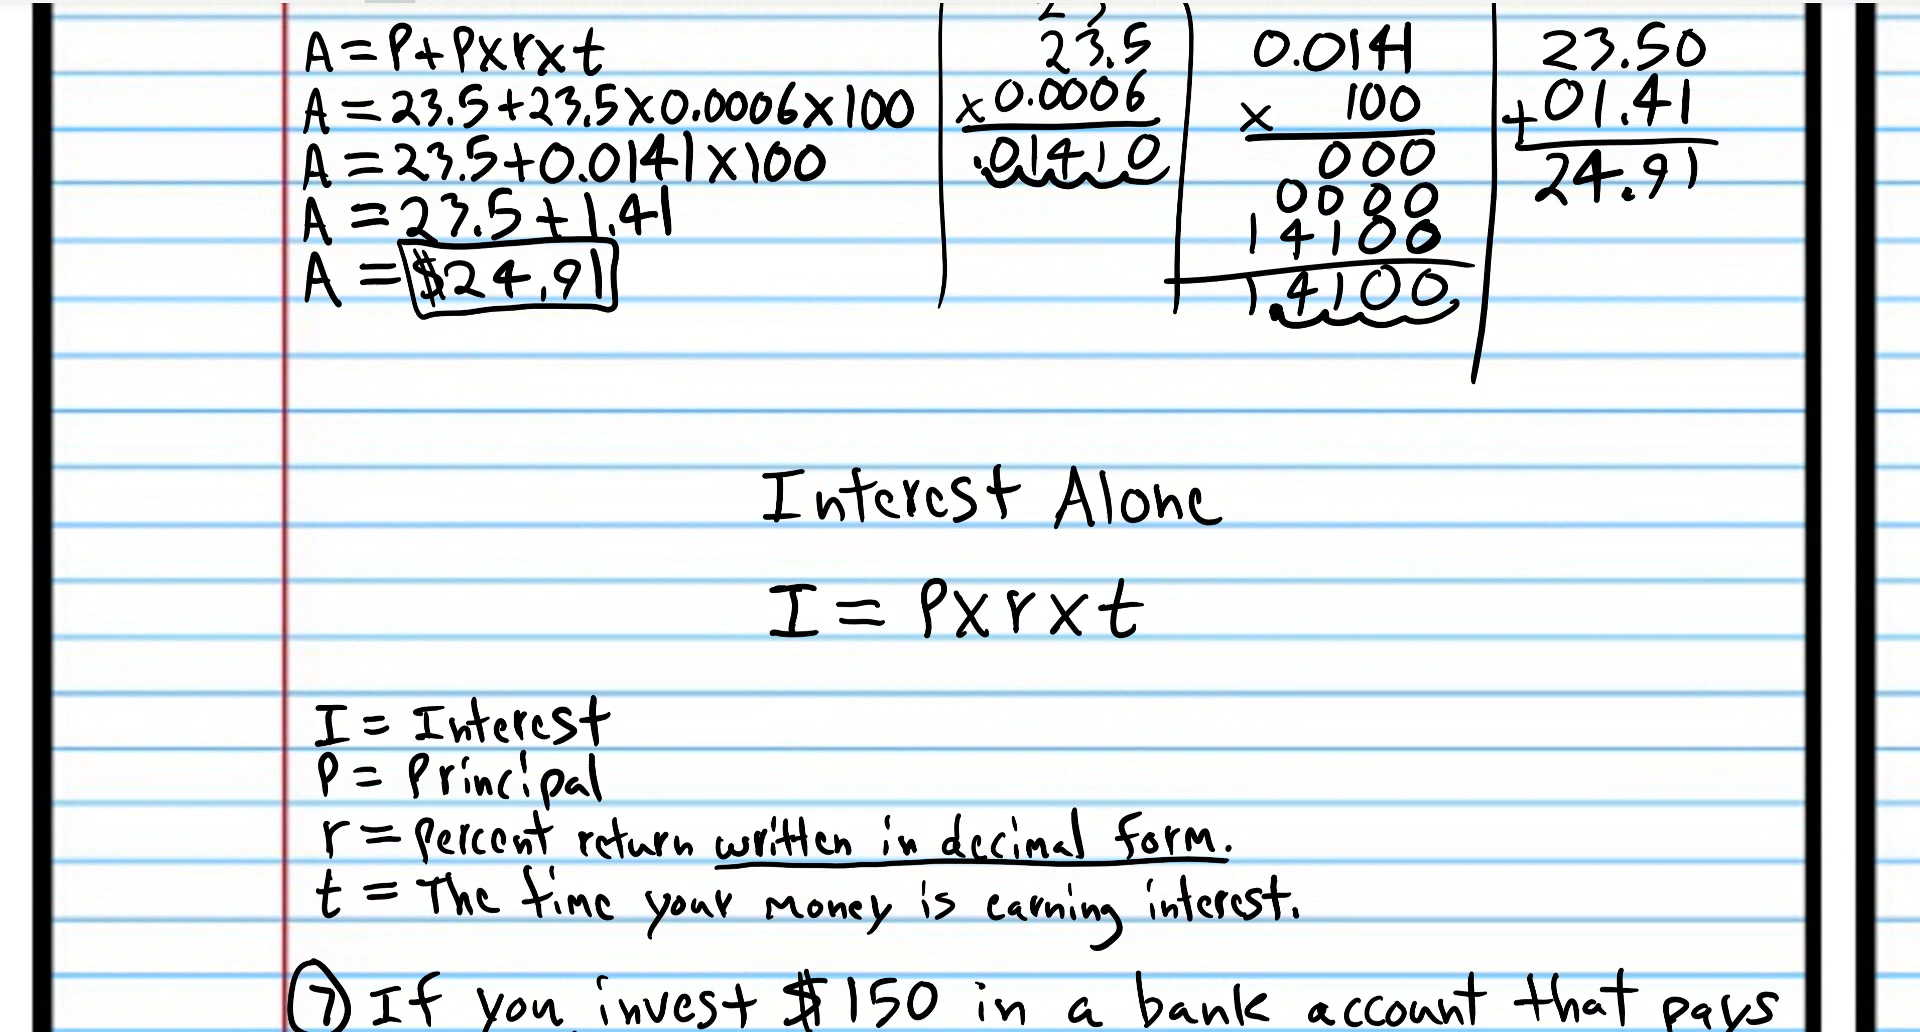 A = P + P x r x t
A = 23.5 + 23.5 x 0.0006 x 100
A = 23.5 + 0.0141 x 100
A = 23.5 + 1.41
A = $24.91
23.5
x 0.0006
.01410
0.0141
x 100
000
0000
14100
1.4100
23.50
+ 01.41
24.91
Interest Alone
I = P x r x t
I = Interest
P = Principal
r = Percent return written in decimal form.
t = The time your money is earning interest.
7 If you invest $150 in a bank account that pays